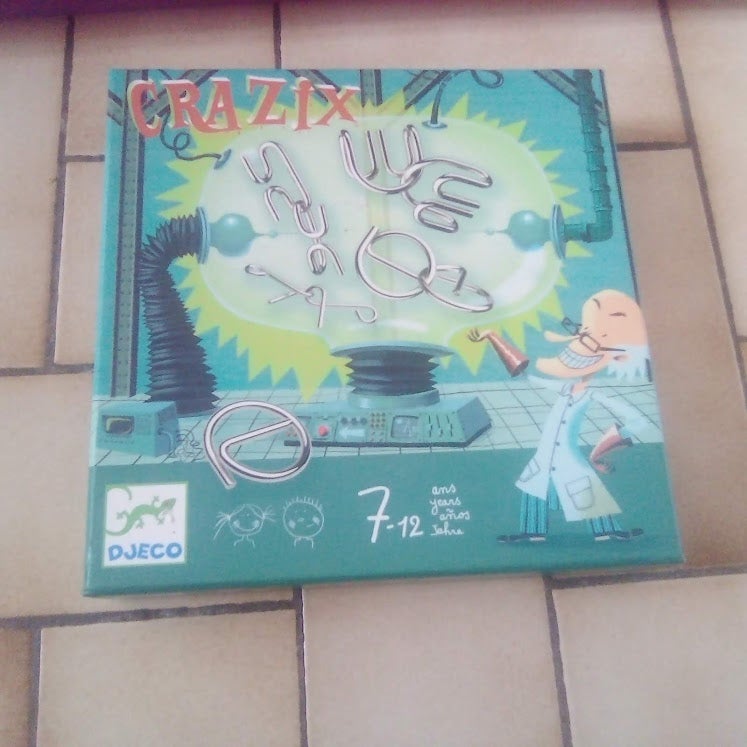 CRAZIX
DJECO
7-12
ans
years
años
Jahre